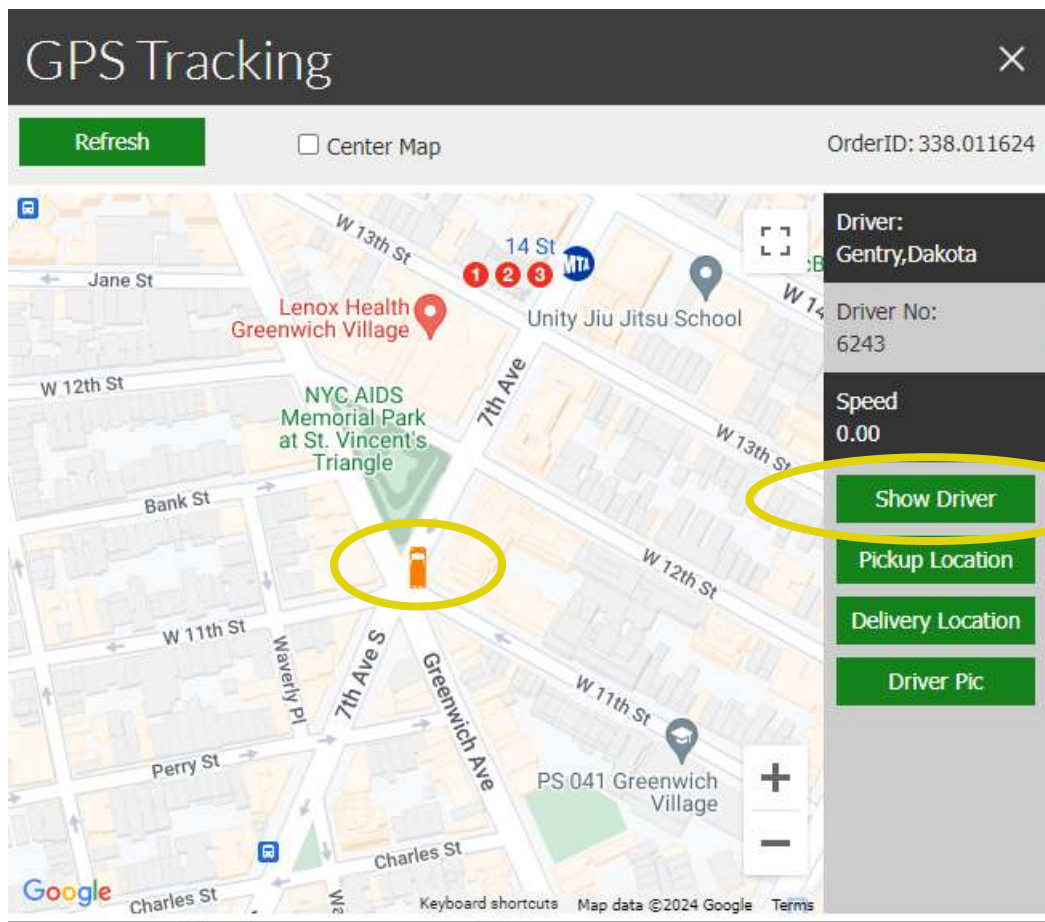 GPS Tracking
Refresh
Center Map
OrderID: 338.011624
W 13th St
14 St
1 2 3 MTA
Jane St
Lenox Health
Greenwich Village
Unity Jiu Jitsu School
W 14
W 12th St
NYC AIDS
Memorial Park
at St. Vincent's
Triangle
7th Ave
W 13th St
Bank St
W 12th St
W 11th St
Waverly Pl
7th Ave S
Greenwich Ave
W 11th St
Perry St
PS 041 Greenwich
Village
Charles St
Google
Charles St
Wa
Keyboard shortcuts
Map data ©2024 Google
Terms
Driver:
Gentry,Dakota
Driver No:
6243
Speed
0.00
Show Driver
Pickup Location
Delivery Location
Driver Pic